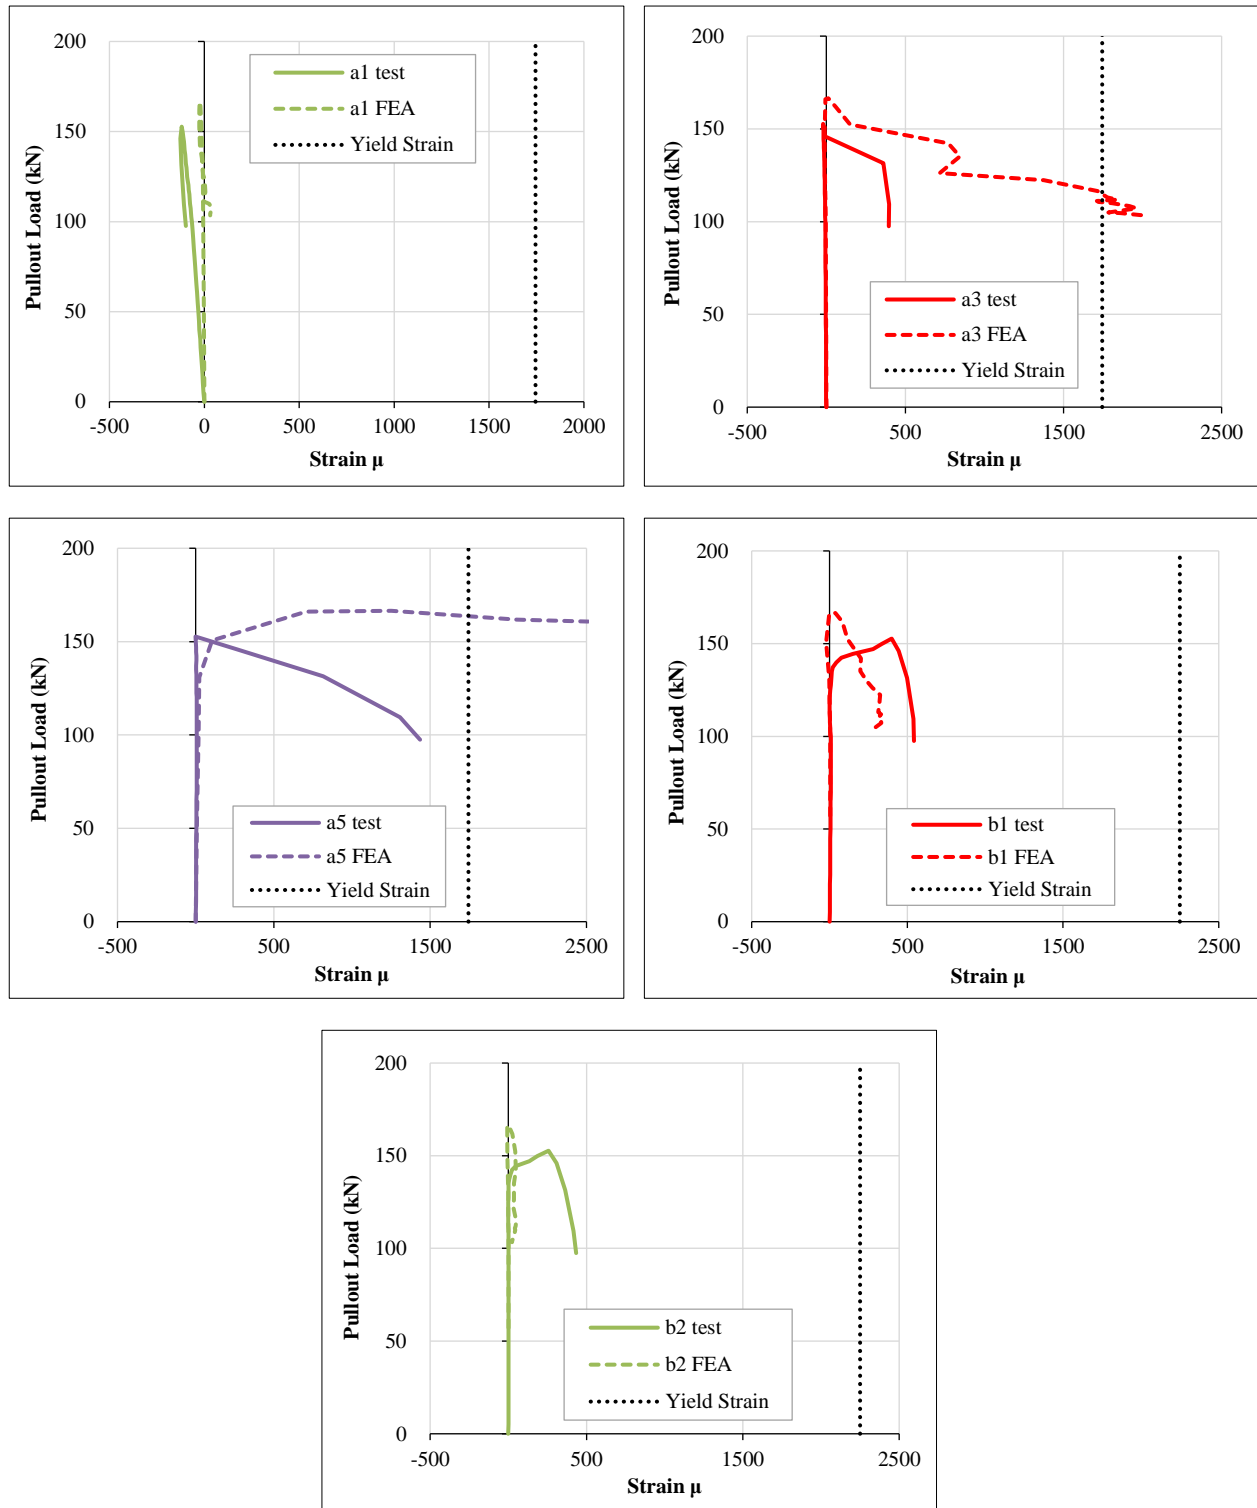 200
150
100
50
0
Pullout Load (kN)
-500 0 500 1000 1500 2000
Strain μ
a1 test
a1 FEA
Yield Strain
200
150
100
50
0
Pullout Load (kN)
-500 500 1500 2500
Strain μ
a3 test
a3 FEA
Yield Strain
200
150
100
50
0
Pullout Load (kN)
-500 500 1500 2500
Strain μ
a5 test
a5 FEA
Yield Strain
200
150
100
50
0
Pullout Load (kN)
-500 500 1500 2500
Strain μ
b1 test
b1 FEA
Yield Strain
200
150
100
50
0
Pullout Load (kN)
-500 500 1500 2500
Strain μ
b2 test
b2 FEA
Yield Strain